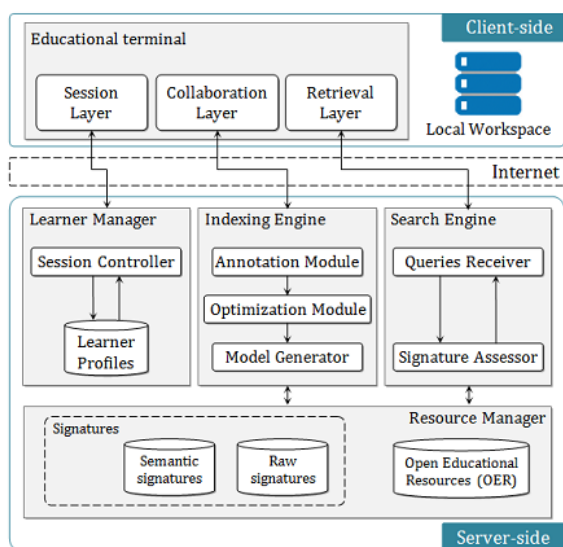 Client-side
Educational terminal
Session
Layer
Collaboration
Layer
Retrieval
Layer
Local Workspace
Internet
Learner Manager
Indexing Engine
Search Engine
Session Controller
Annotation Module
Queries Receiver
Optimization Module
Learner
Profiles
Model Generator
Signature Assessor
Resource Manager
Signatures
Semantic
signatures
Raw
signatures
Open Educational
Resources (OER)
Server-side